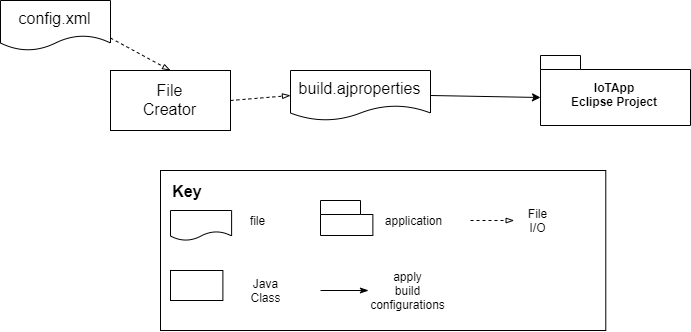 config.xml
File
Creator
build.ajproperties
IoTApp
Eclipse Project
Key
file
application
File
I/O
Java
Class
apply
build
configurations